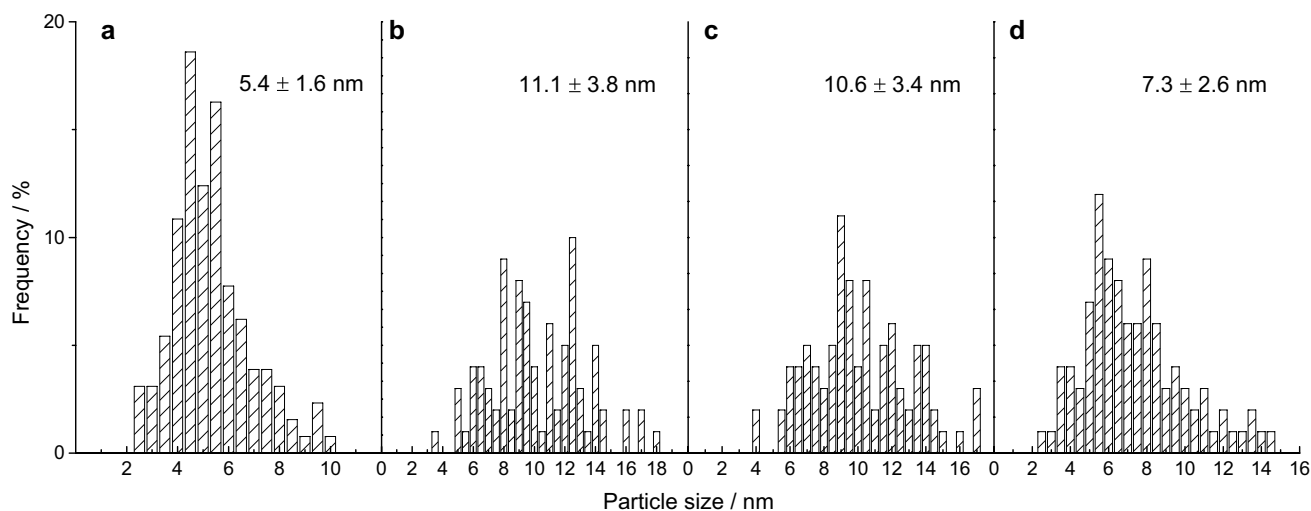 20
a
b
c
d
5.4 ± 1.6 nm
11.1 ± 3.8 nm
10.6 ± 3.4 nm
7.3 ± 2.6 nm
Frequency / %
10
0
2 4 6 8 10 0 2 4 6 8 10 12 14 16 18 0 2 4 6 8 10 12 14 16 0 2 4 6 8 10 12 14 16
Particle size / nm